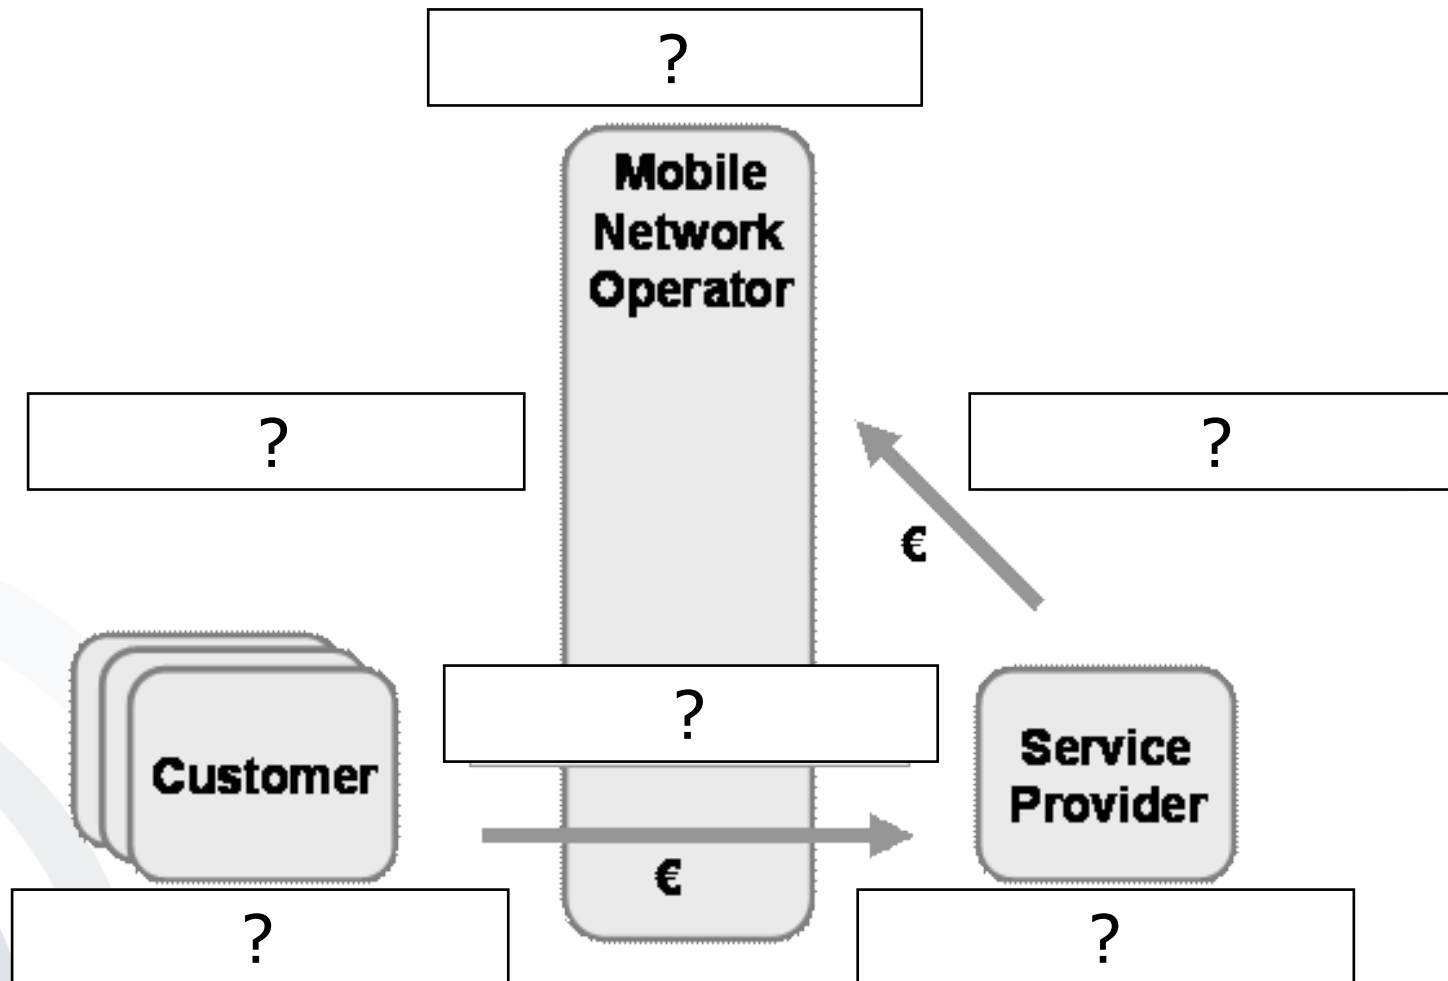 ?
Mobile
Network
Operator
?
?
€
?
Customer
Service
Provider
€
?
?